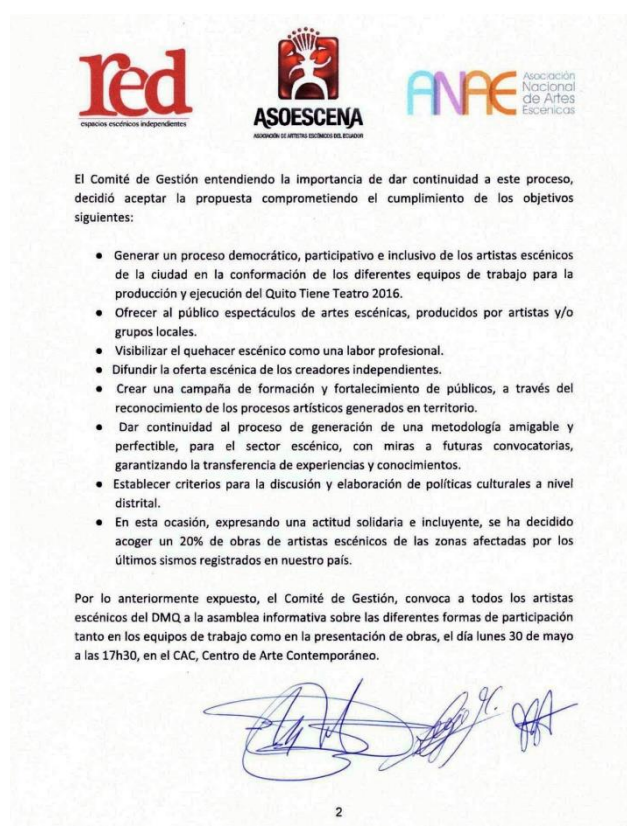 red
espacios escénicos independientes
ASOESCENA
ASOCIACIÓN DE ARTISTAS ESCÉNICOS DEL ECUADOR
ANAE
Asociación
Nacional
de Artes
Escénicas
El Comité de Gestión entendiendo la importancia de dar continuidad a este proceso,
decidió aceptar la propuesta comprometiendo el cumplimiento de los objetivos
siguientes:
● Generar un proceso democrático, participativo e inclusivo de los artistas escénicos
de la ciudad en la conformación de los diferentes equipos de trabajo para la
producción y ejecución del Quito Tiene Teatro 2016.
● Ofrecer al público espectáculos de artes escénicas, producidos por artistas y/o
grupos locales.
● Visibilizar el quehacer escénico como una labor profesional.
● Difundir la oferta escénica de los creadores independientes.
● Crear una campaña de formación y fortalecimiento de públicos, a través del
reconocimiento de los procesos artísticos generados en territorio.
● Dar continuidad al proceso de generación de una metodología amigable y
perfectible, para el sector escénico, con miras a futuras convocatorias,
garantizando la transferencia de experiencias y conocimientos.
● Establecer criterios para la discusión y elaboración de políticas culturales a nivel
distrital.
● En esta ocasión, expresando una actitud solidaria e incluyente, se ha decidido
acoger un 20% de obras de artistas escénicos de las zonas afectadas por los
últimos sismos registrados en nuestro país.
Por lo anteriormente expuesto, el Comité de Gestión, convoca a todos los artistas
escénicos del DMQ a la asamblea informativa sobre las diferentes formas de participación
tanto en los equipos de trabajo como en la presentación de obras, el día lunes 30 de mayo
a las 17h30, en el CAC, Centro de Arte Contemporáneo.
2